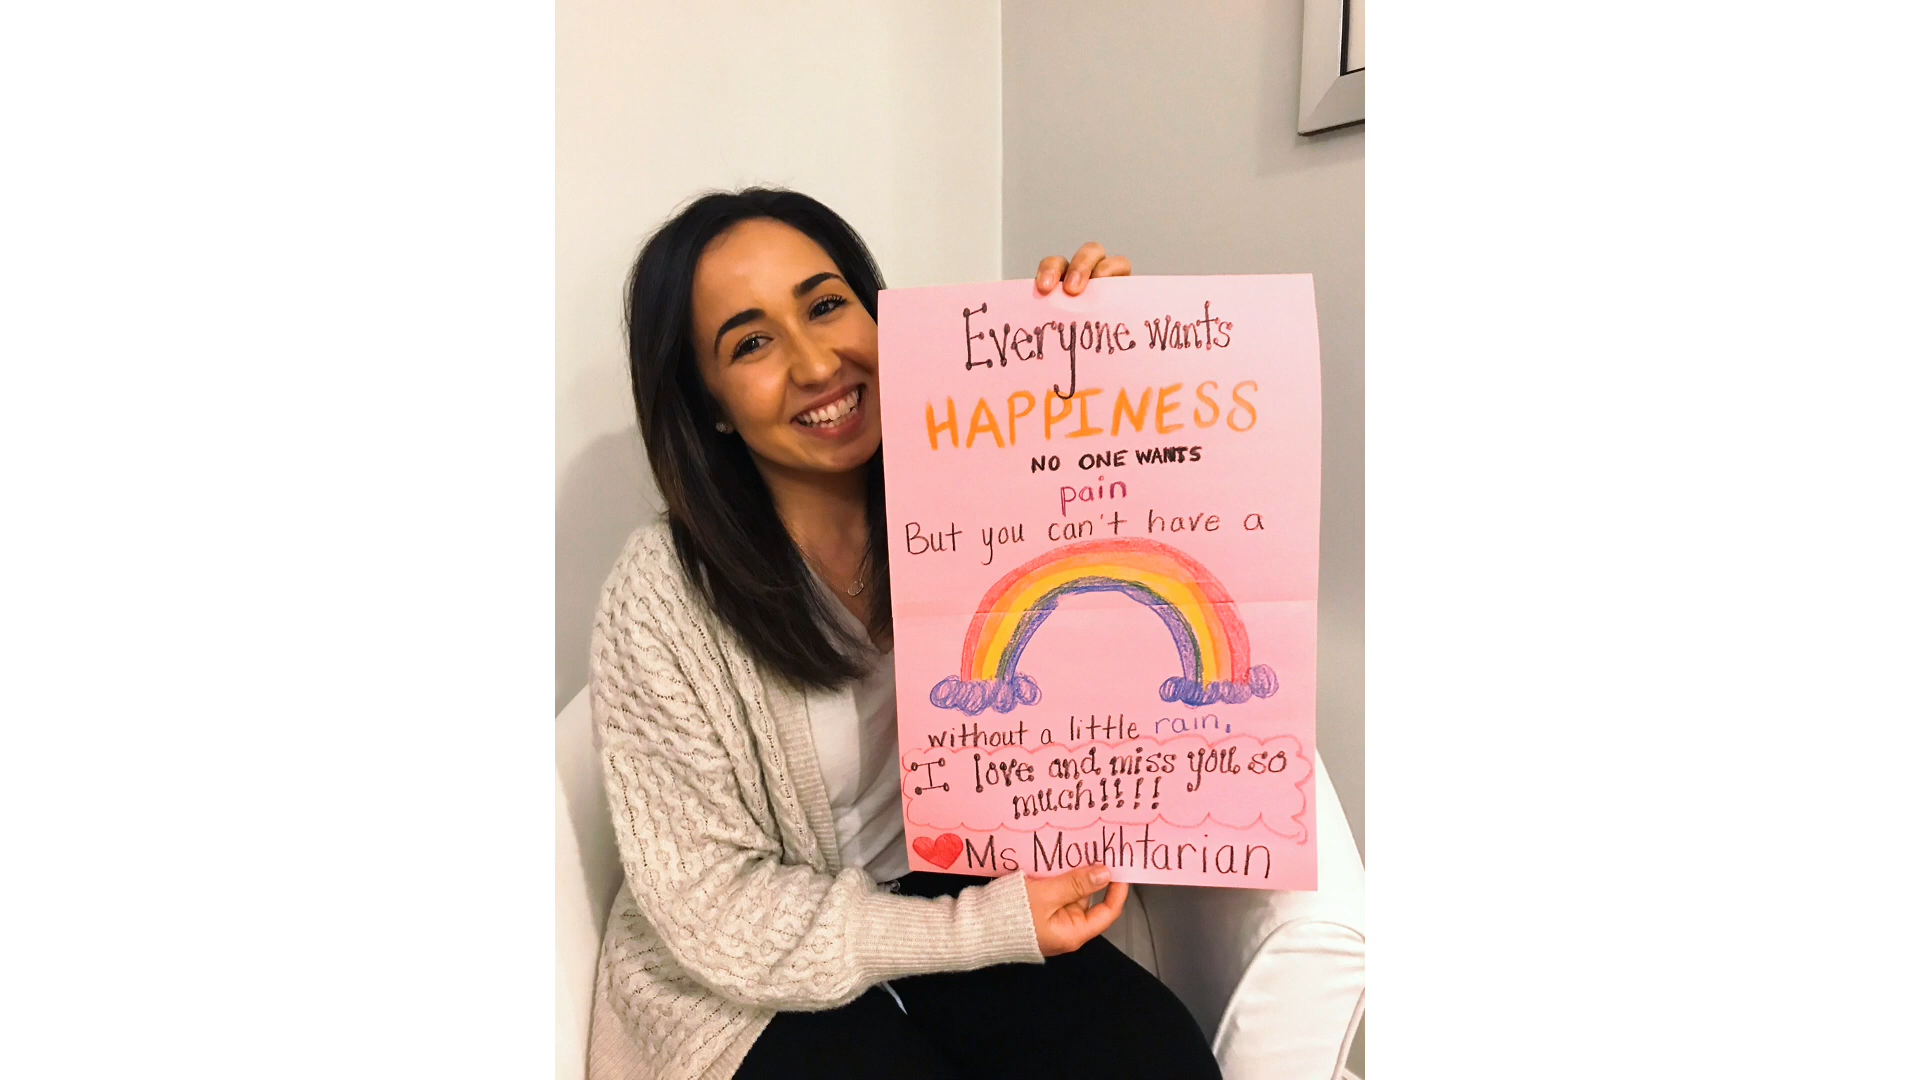 Everyone wants
HAPPINESS
NO ONE WANTS
pain
But you can't have a
without a little rain.
I love and miss you so
much!!!!
Ms Moukhtarian